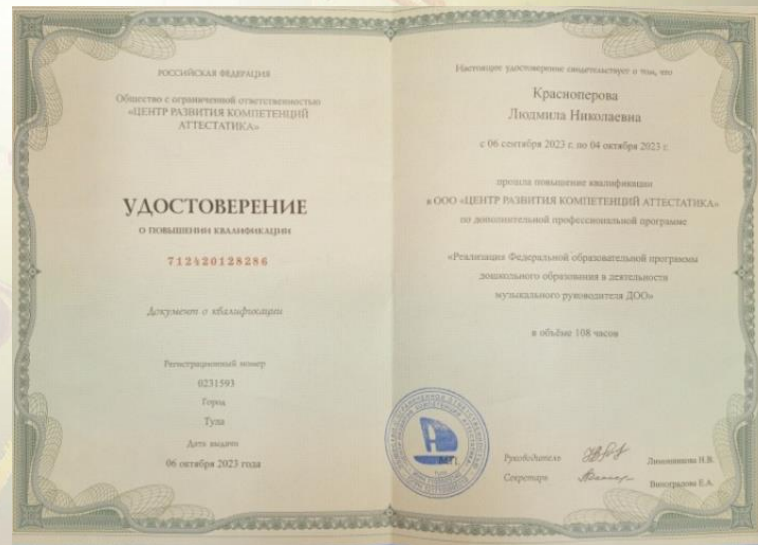 РОССИЙСКАЯ ФЕДЕРАЦИЯ
Общество с ограниченной ответственностью
«ЦЕНТР РАЗВИТИЯ КОМПЕТЕНЦИЙ
АТТЕСТАТИКА»
УДОСТОВЕРЕНИЕ
О ПОВЫШЕНИИ КВАЛИФИКАЦИИ
712420128286
Документ о квалификации
Регистрационный номер
0231593
Город
Тула
Дата выдачи
06 октября 2023 года
Настоящее удостоверение свидетельствует о том, что
Красноперова
Людмила Николаевна
с 06 сентября 2023 г. по 04 октября 2023 г.
прошла повышение квалификации
в ООО «ЦЕНТР РАЗВИТИЯ КОМПЕТЕНЦИЙ АТТЕСТАТИКА»
по дополнительной профессиональной программе
«Реализация Федеральной образовательной программы
дошкольного образования в деятельности
музыкального руководителя ДОО»
в объёме 108 часов
М.П.
Руководитель
Секретарь Виноградова Е.А.